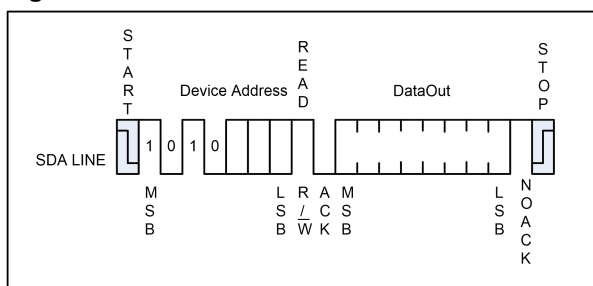 START
READ
STOP
Device Address
DataOut
SDA LINE
1 0 1 0
MSB
LSB
R/W
ACK
MSB
LSB
NOACK